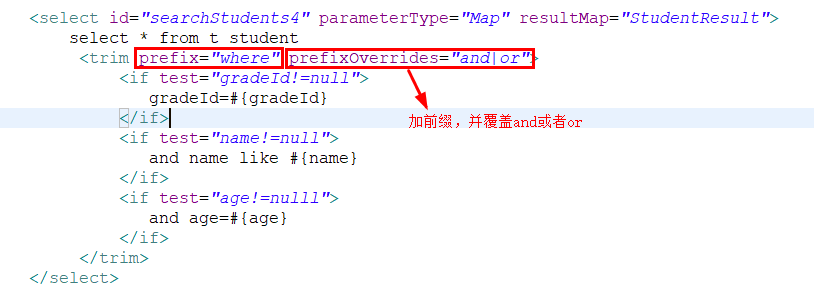 <select id="searchStudents4" parameterType="Map" resultMap="StudentResult">
select * from t student
<trim prefix="where" prefixOverrides="and|or">
<if test="gradeId!=null">
gradeId=#{gradeId}
</if>
加前缀，并覆盖and或者or
<if test="name!=null">
and name like #{name}
</if>
<if test="age!=nulll">
and age=#{age}
</if>
</trim>
</select>